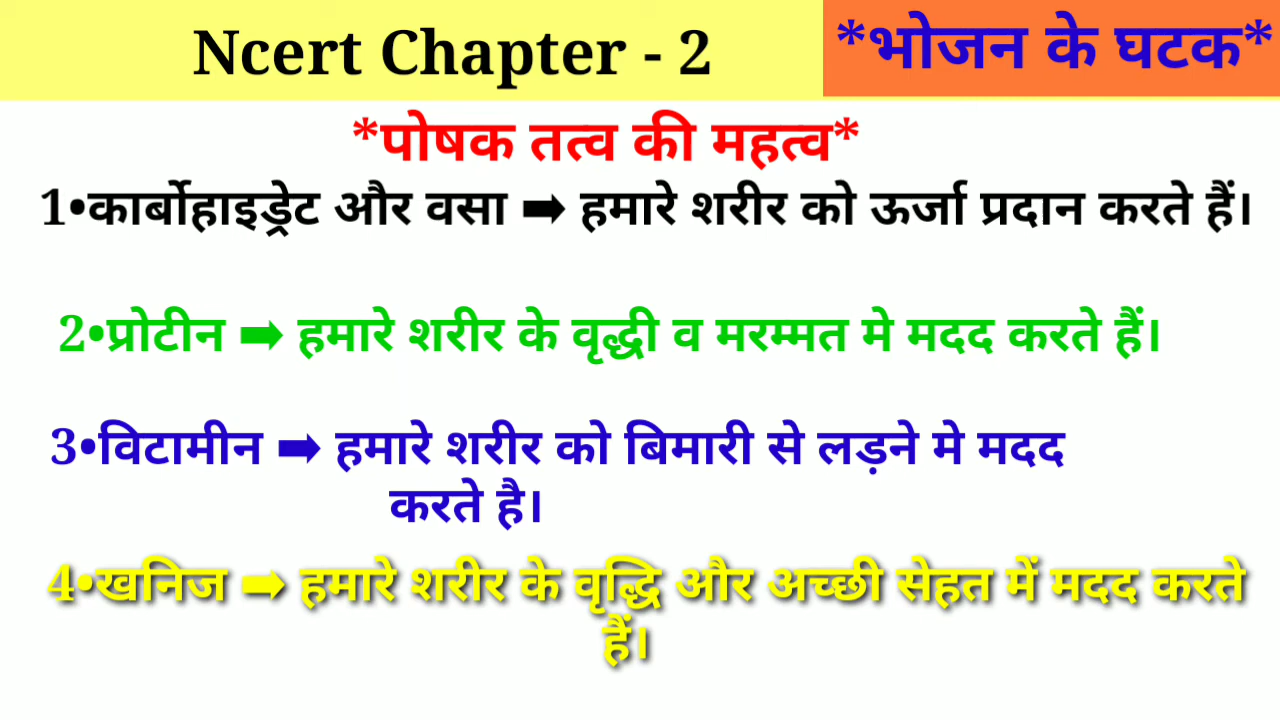 Ncert Chapter - 2
*भोजन के घटक*
*पोषक तत्व की महत्व*
1•कार्बोहाइड्रेट और वसा ➡ हमारे शरीर को ऊर्जा प्रदान करते हैं।
2•प्रोटीन ➡ हमारे शरीर के वृद्धी व मरम्मत मे मदद करते हैं।
3•विटामीन ➡ हमारे शरीर को बिमारी से लड़ने मे मदद
करते है।
4•खनिज ➡ हमारे शरीर के वृद्धि और अच्छी सेहत में मदद करते
हैं।